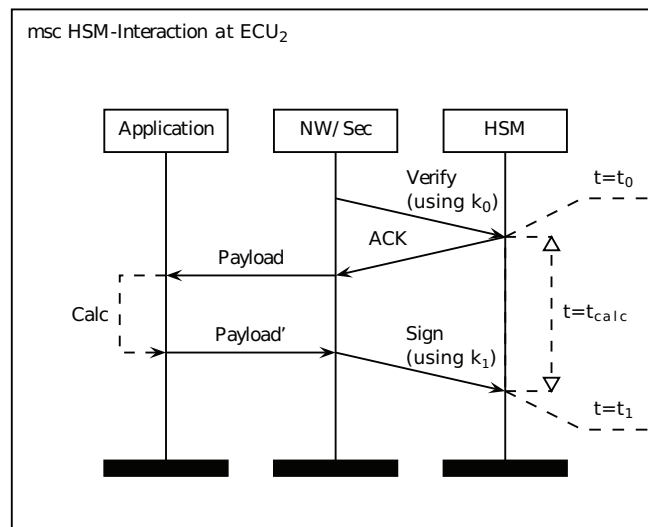 msc HSM-Interaction at ECU₂
Application
NW/Sec
HSM
Verify
(using k₀)
t=t₀
ACK
Payload
Calc
t=t_calc
Payload'
Sign
(using k₁)
t=t₁